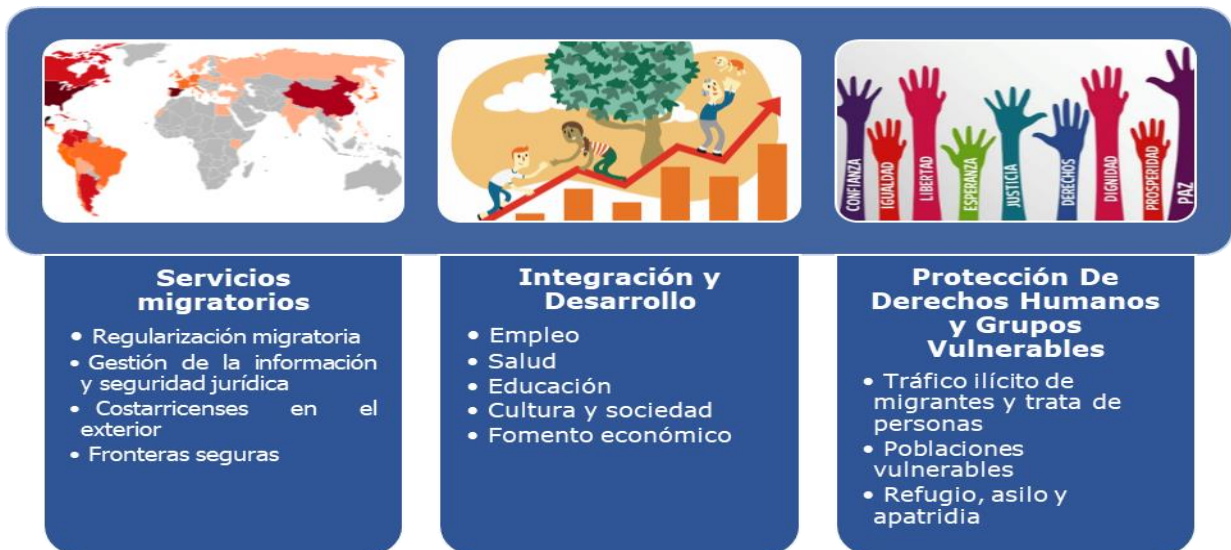 CONFIANZA
IGUALDAD
LIBERTAD
ESPERANZA
JUSTICIA
DERECHOS
DIGNIDAD
PROSPERIDAD
PAZ
Servicios
migratorios
• Regularización migratoria
• Gestión de la información
y seguridad jurídica
• Costarricenses en el
exterior
• Fronteras seguras
Integración y
Desarrollo
• Empleo
• Salud
• Educación
• Cultura y sociedad
• Fomento económico
Protección De
Derechos Humanos
y Grupos
Vulnerables
• Tráfico ilícito de
migrantes y trata de
personas
• Poblaciones
vulnerables
• Refugio, asilo y
apatridia